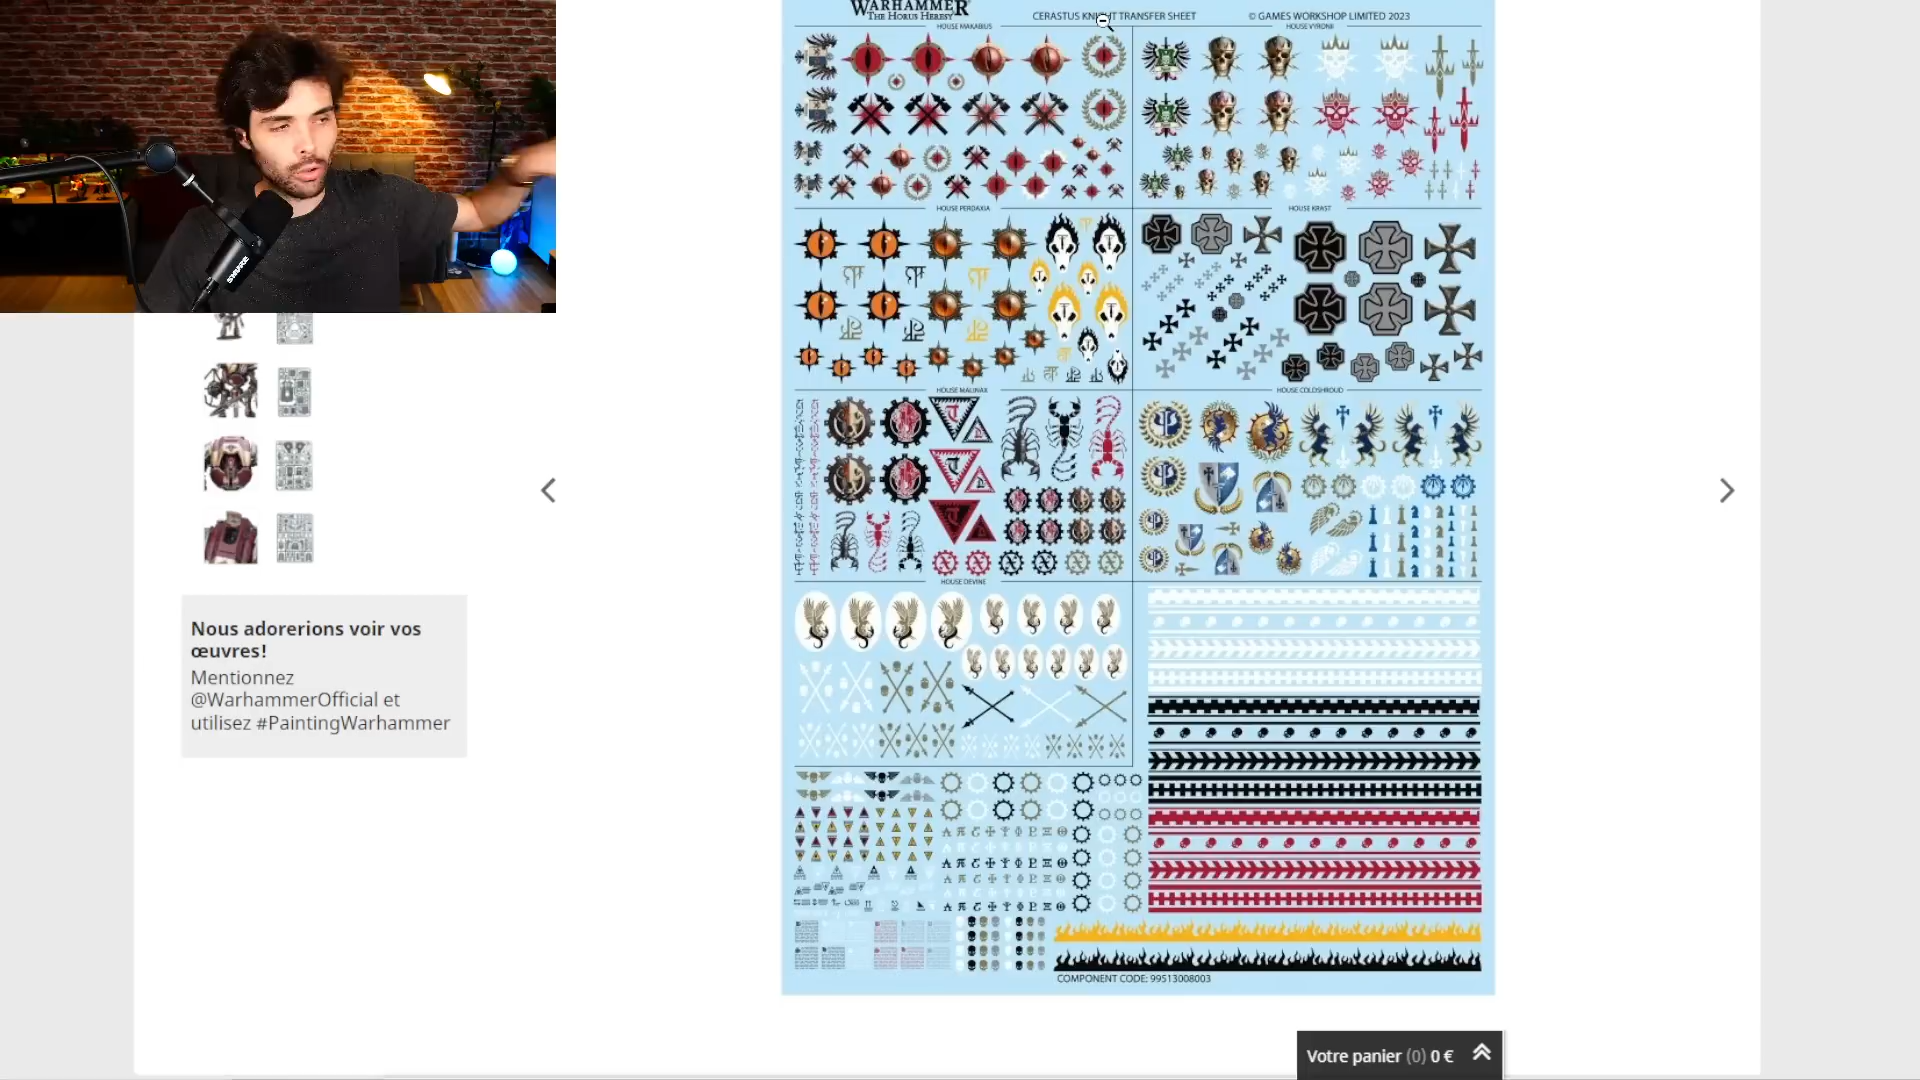 WARHAMMER
THE HORUS HERESY
CERASTUS KNIGHT TRANSFER SHEET
© GAMES WORKSHOP LIMITED 2023
HOUSE MAKABIUS
HOUSE VYRONII
HOUSE PERDAXIA
HOUSE KRAST
HOUSE MALINAX
HOUSE COLDSHROUD
HOUSE DEVINE
COMPONENT CODE: 99513008003
SHURE
Nous adorerions voir vos
œuvres!
Mentionnez
@WarhammerOfficial et
utilisez #PaintingWarhammer
Votre panier (0) 0 €